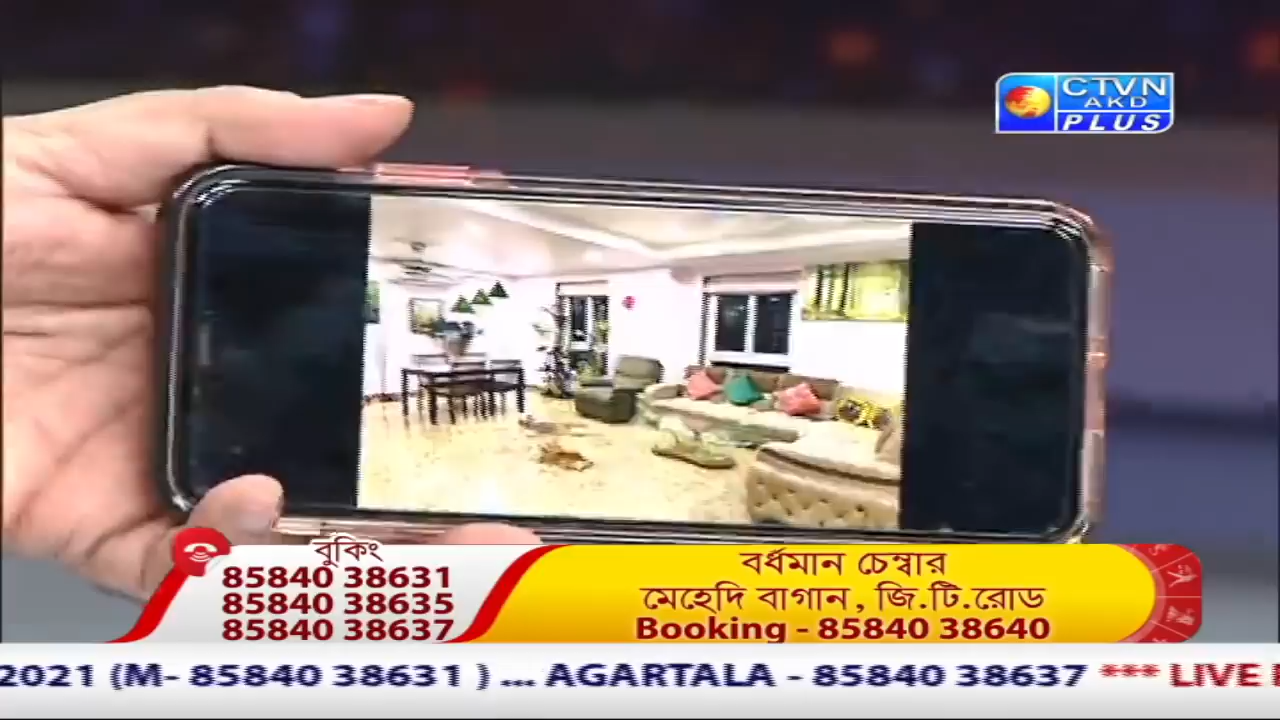 CTVN
AKD
PLUS
বুকিং
85840 38631
85840 38635
85840 38637
বর্ধমান চেম্বার
মেহেদি বাগান, জি.টি.রোড
Booking - 85840 38640
2021 (M- 85840 38631 ) ... AGARTALA - 85840 38637 *** LIVE